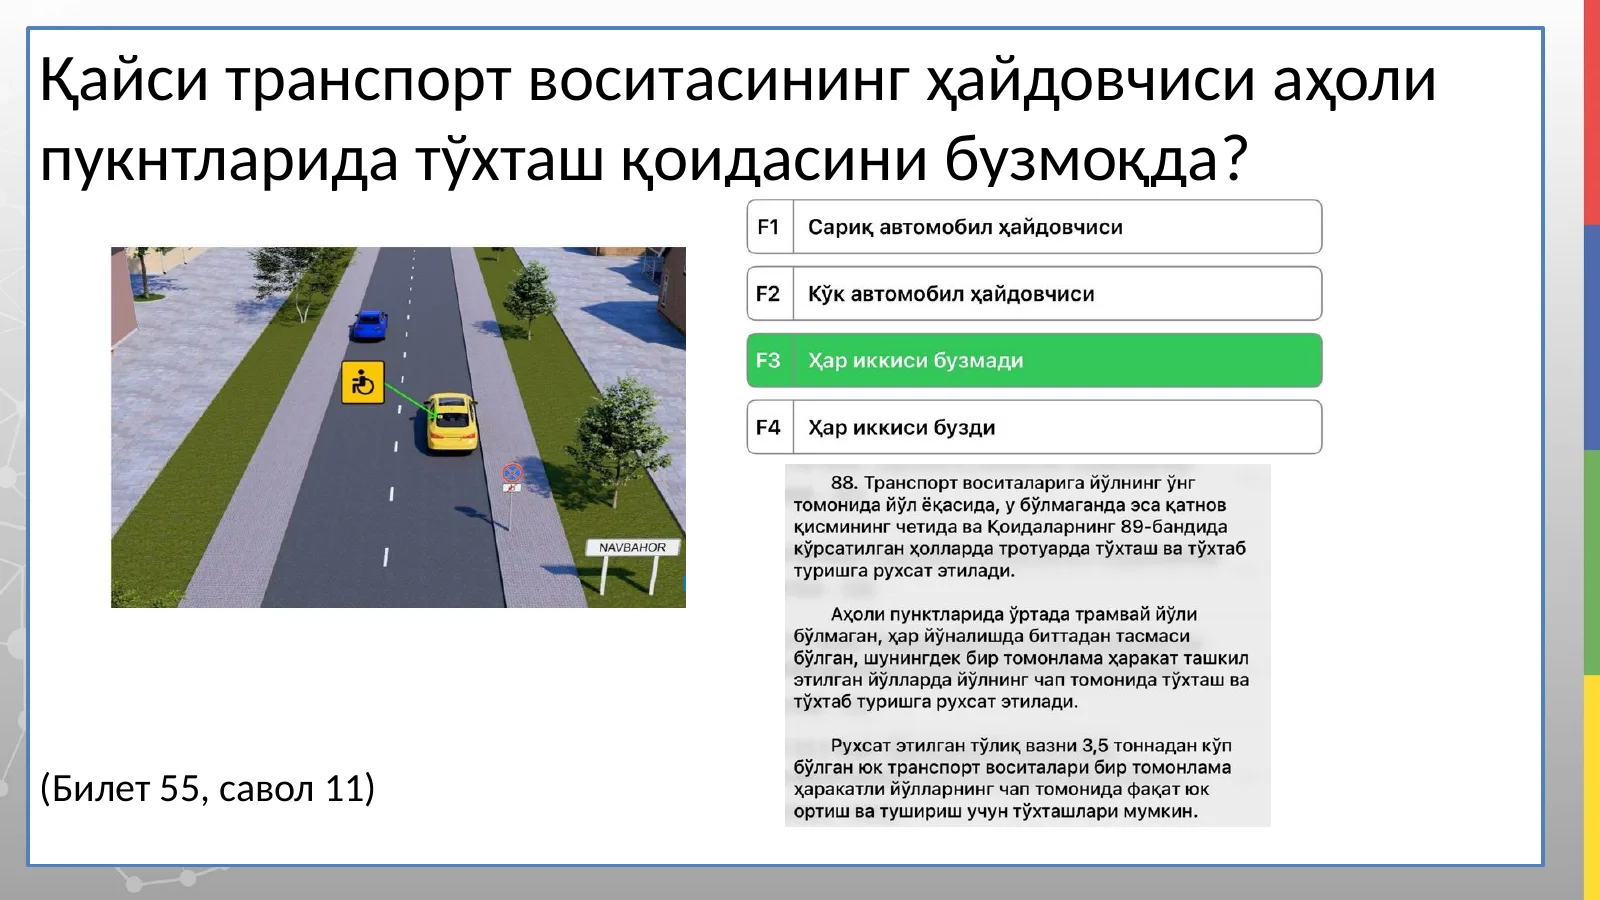 Қайси транспорт воситасининг ҳайдовчиси аҳоли
пукнтларида тўхташ қоидасини бузмоқда?
F1 Сариқ автомобил ҳайдовчиси
F2 Кўк автомобил ҳайдовчиси
F3 Ҳар иккиси бузмади
F4 Ҳар иккиси бузди
NAVBAHOR
88. Транспорт воситаларига йўлнинг ўнг
томонида йўл ёқасида, у бўлмаганда эса қатнов
қисмининг четида ва Қоидаларнинг 89-бандида
кўрсатилган ҳолларда тротуарда тўхташ ва тўхтаб
туришга рухсат этилади.
Аҳоли пунктларида ўртада трамвай йўли
бўлмаган, ҳар йўналишда биттадан тасмаси
бўлган, шунингдек бир томонлама ҳаракат ташкил
этилган йўлларда йўлнинг чап томонида тўхташ ва
тўхтаб туришга рухсат этилади.
Рухсат этилган тўлиқ вазни 3,5 тоннадан кўп
бўлган юк транспорт воситалари бир томонлама
ҳаракатли йўлларнинг чап томонида фақат юк
ортиш ва тушириш учун тўхташлари мумкин.
(Билет 55, савол 11)